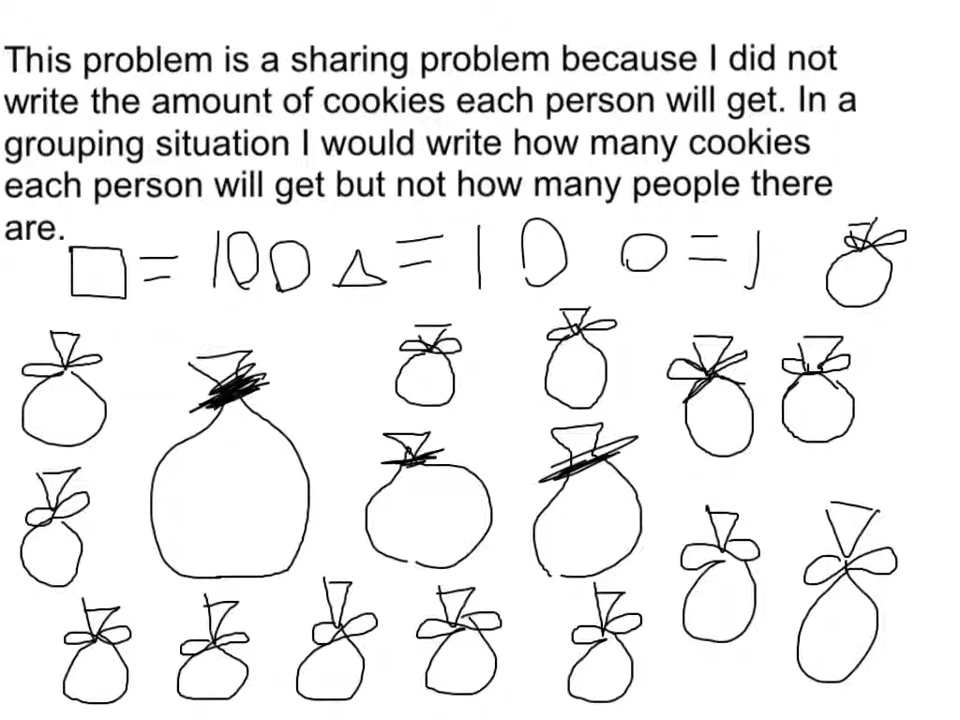 This problem is a sharing problem because I did not
write the amount of cookies each person will get. In a
grouping situation I would write how many cookies
each person will get but not how many people there
are.
□ = 100 △ = 10 ○ = 1